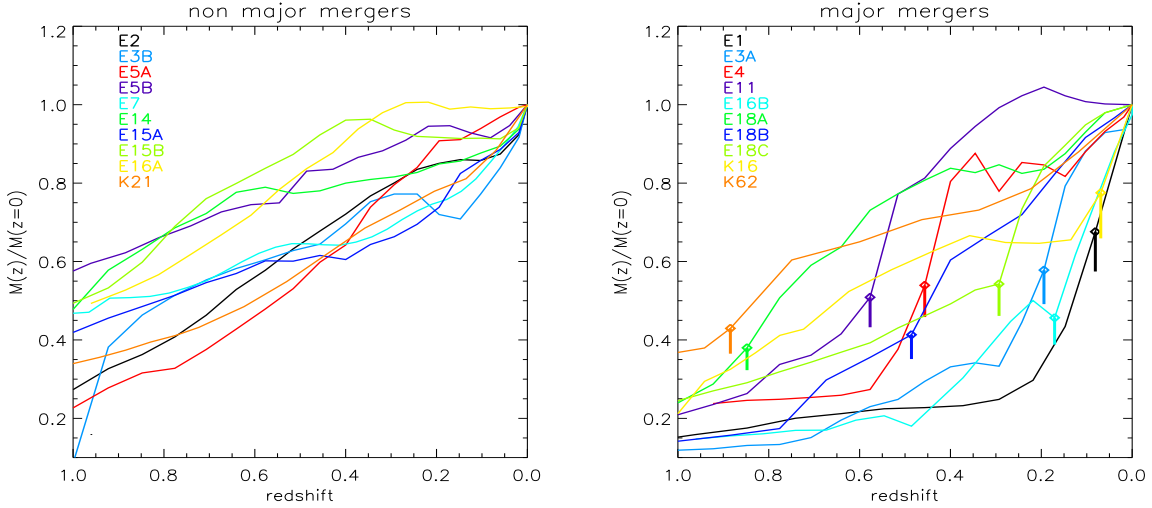 non major mergers
1.2
1.0
0.8
0.6
0.4
0.2
M(z)/M(z=0)
E2
E3B
E5A
E5B
E7
E14
E15A
E15B
E16A
K21
1.0 0.8 0.6 0.4 0.2 0.0
redshift
major mergers
1.2
1.0
0.8
0.6
0.4
0.2
M(z)/M(z=0)
E1
E3A
E4
E11
E16B
E18A
E18B
E18C
K16
K62
1.0 0.8 0.6 0.4 0.2 0.0
redshift